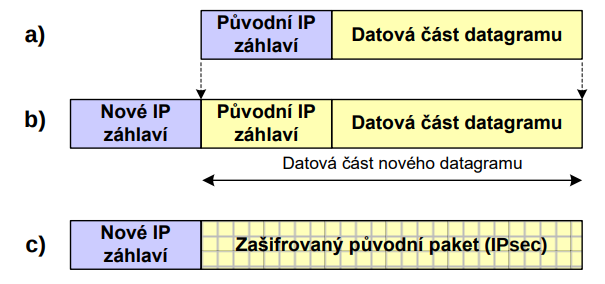 a)
Původní IP
záhlaví
Datová část datagramu
b)
Nové IP
záhlaví
Původní IP
záhlaví
Datová část datagramu
Datová část nového datagramu
c)
Nové IP
záhlaví
Zašifrovaný původní paket (IPsec)